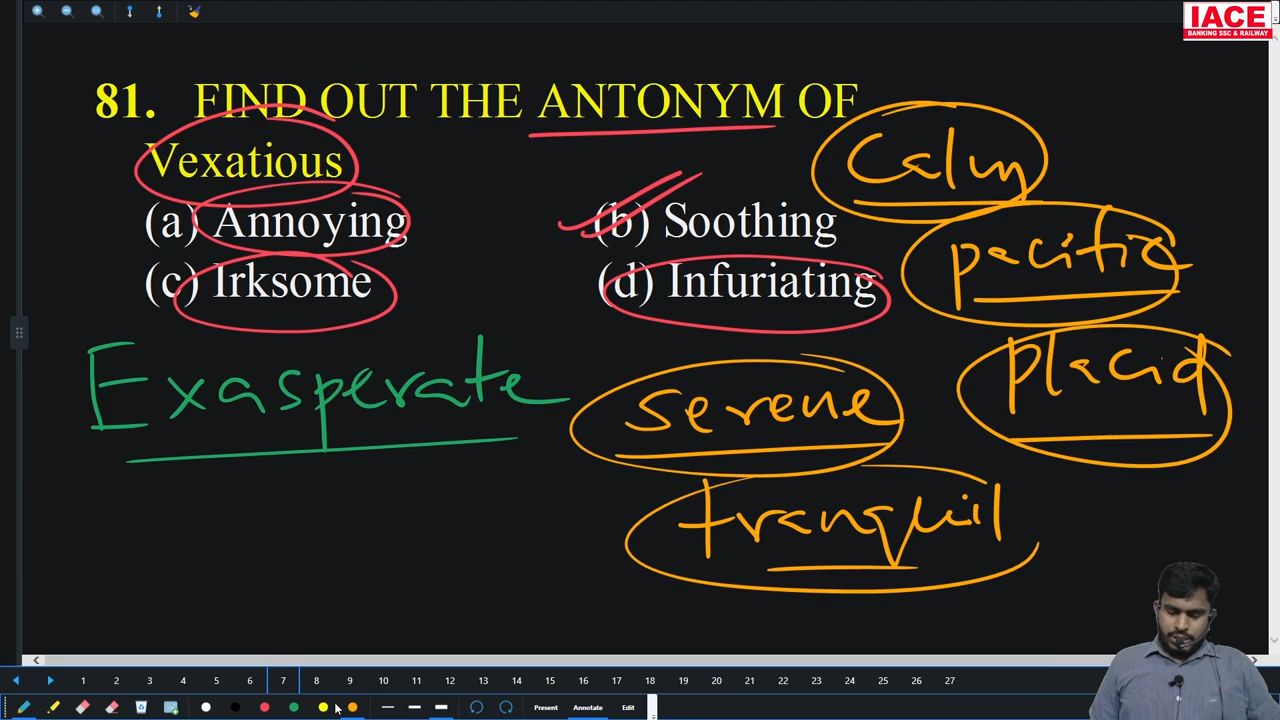 IACE
BANKING SSC & RAILWAY
81. FIND OUT THE ANTONYM OF
Vexatious
(a) Annoying (b) Soothing
(c) Irksome (d) Infuriating
Calm
pacific
placid
Exasperate
serene
tranquil
1 2 3 4 5 6 7 8 9 10 11 12 13 14 15 16 17 18 19 20 21 22 23 24 25 26 27
Present Annotate Edit